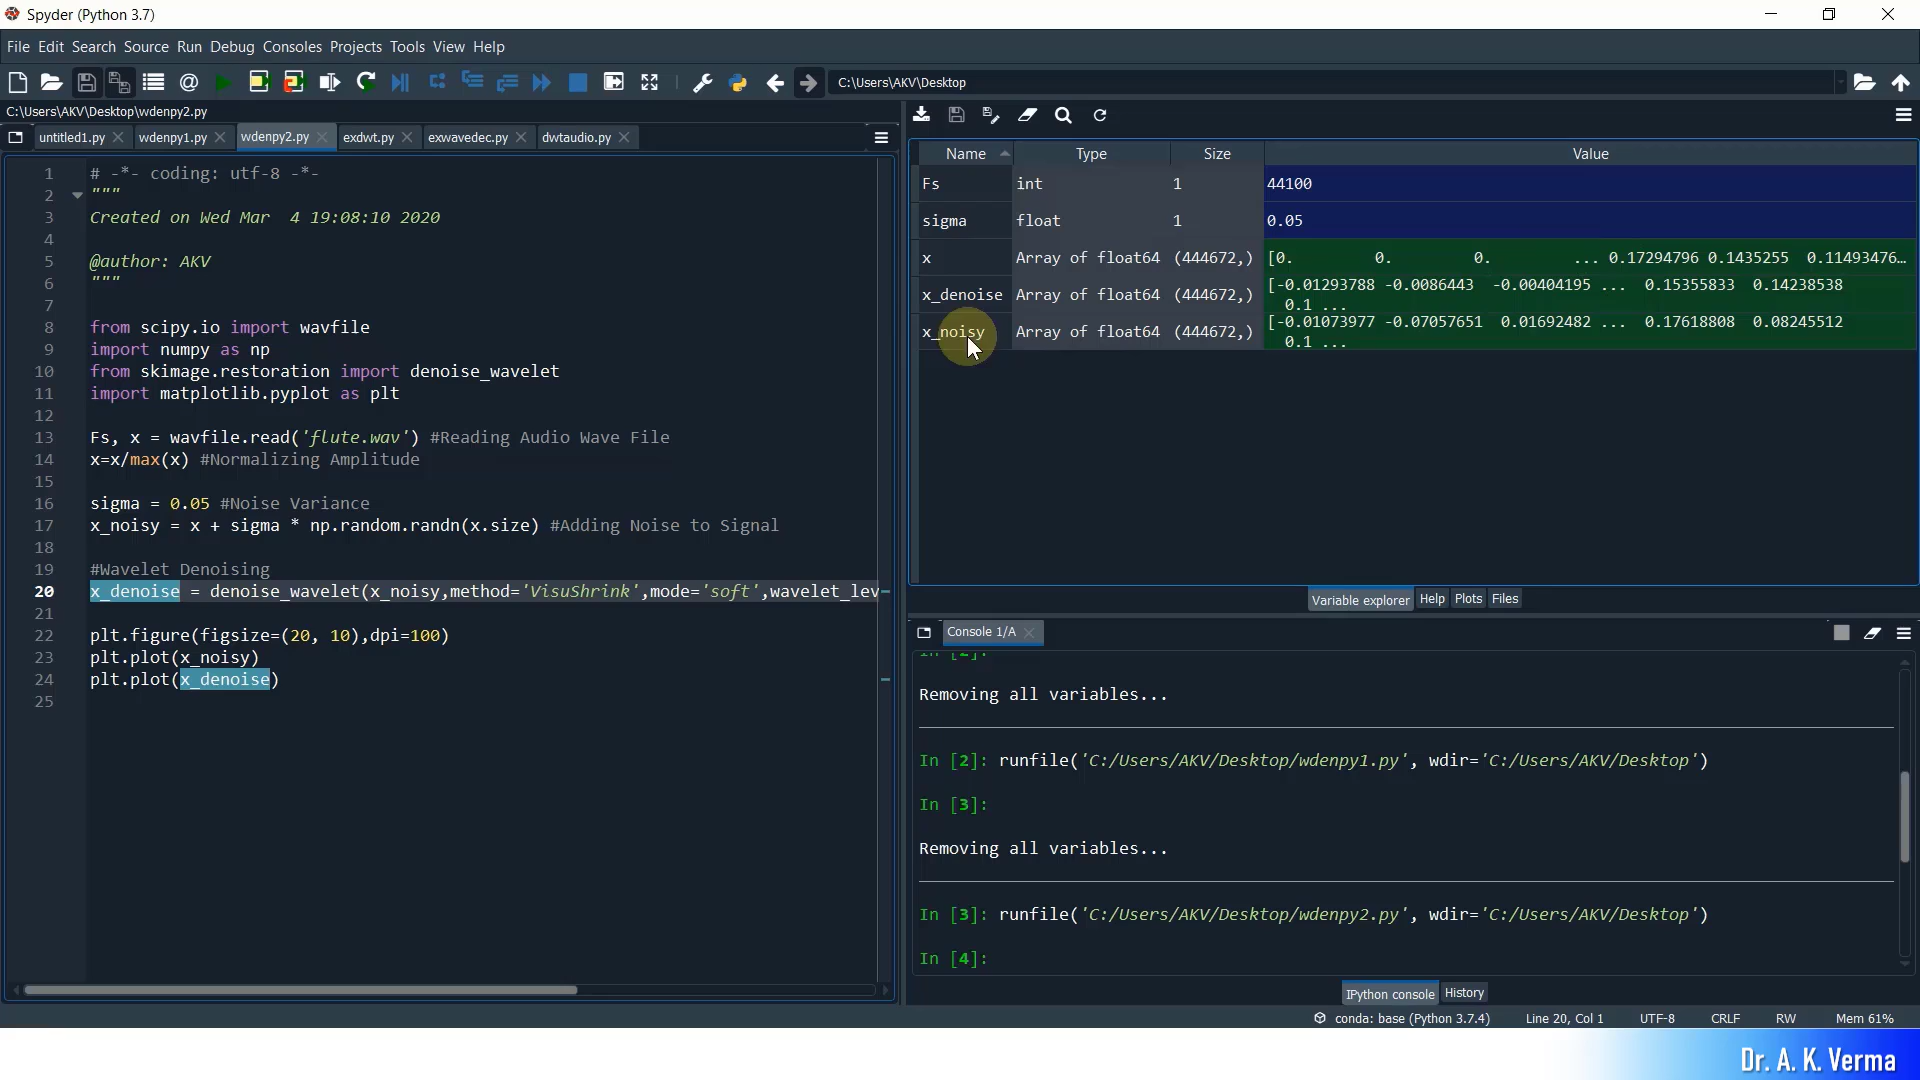 Spyder (Python 3.7)
File Edit Search Source Run Debug Consoles Projects Tools View Help
C:\Users\AKV\Desktop
C:\Users\AKV\Desktop\wdenpy2.py
untitled1.py wdenpy1.py wdenpy2.py exdwt.py exwavedec.py dwtaudio.py
1 # -*- coding: utf-8 -*-
2 """
3 Created on Wed Mar  4 19:08:10 2020
4
5 @author: AKV
6 """
7
8 from scipy.io import wavfile
9 import numpy as np
10 from skimage.restoration import denoise_wavelet
11 import matplotlib.pyplot as plt
12
13 Fs, x = wavfile.read('flute.wav') #Reading Audio Wave File
14 x=x/max(x) #Normalizing Amplitude
15
16 sigma = 0.05 #Noise Variance
17 x_noisy = x + sigma * np.random.randn(x.size) #Adding Noise to Signal
18
19 #Wavelet Denoising
20 x_denoise = denoise_wavelet(x_noisy,method='VisuShrink',mode='soft',wavelet_lev
21
22 plt.figure(figsize=(20, 10),dpi=100)
23 plt.plot(x_noisy)
24 plt.plot(x_denoise)
25
Name Type Size Value
Fs int 1 44100
sigma float 1 0.05
x Array of float64 (444672,) [0. 0. 0. ... 0.17294796 0.1435255 0.11493476…
x_denoise Array of float64 (444672,) [-0.01293788 -0.0086443 -0.00404195 ... 0.15355833 0.14238538
0.1 ...
x_noisy Array of float64 (444672,) [-0.01073977 -0.07057651 0.01692482 ... 0.17618808 0.08245512
0.1 ...
Variable explorer Help Plots Files
Console 1/A
In [2]:
Removing all variables...
In [2]: runfile('C:/Users/AKV/Desktop/wdenpy1.py', wdir='C:/Users/AKV/Desktop')
In [3]:
Removing all variables...
In [3]: runfile('C:/Users/AKV/Desktop/wdenpy2.py', wdir='C:/Users/AKV/Desktop')
In [4]:
IPython console History
conda: base (Python 3.7.4) Line 20, Col 1 UTF-8 CRLF RW Mem 61%
Dr. A. K. Verma